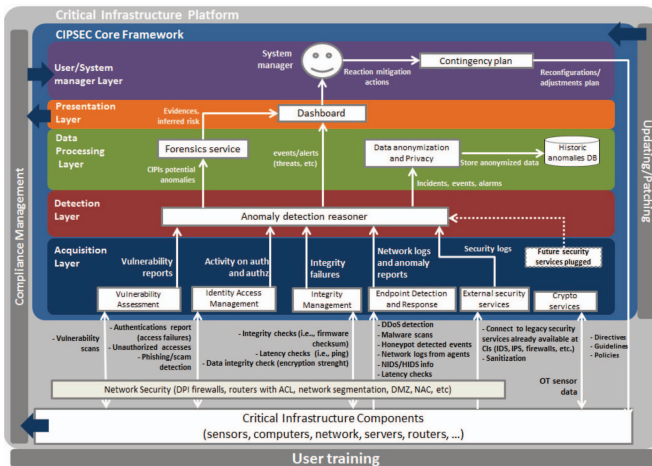 Critical Infrastructure Platform
CIPSEC Core Framework
User/System
manager Layer
System
manager
Reaction mitigation
actions
Contingency plan
Reconfigurations/
adjustments plan
Presentation
Layer
Evidences,
inferred risk
Dashboard
Data
Processing
Layer
Forensics service
CIPIs potential
anomalies
events/alerts
(threats, etc)
Data anonymization
and Privacy
Store anonymized data
Historic
anomalies DB
Incidents, events, alarms
Detection
Layer
Anomaly detection reasoner
Acquisition
Layer
Vulnerability
reports
Activity on auth
and authz
Integrity
failures
Network logs
and anomaly
reports
Security logs
Future security
services plugged
Vulnerability
Assessment
Identity Access
Management
Integrity
Management
Endpoint Detection
and Response
External security
services
Crypto
services
- Vulnerability
scans
- Authentications report
(access failures)
- Unauthorized accesses
- Phishing/scam
detection
- Integrity checks (i.e.., firmware
checksum)
- Latency checks (i.e., ping)
- Data integrity check (encryption strenght)
- DDoS detection
- Malware scans
- Honeypot detected events
- Network logs from agents
- NIDS/HIDS info
- Latency checks
- Connect to legacy security
services already available at
CIs (IDS, IPS, firewalls, etc.)
- Sanitization
- Directives
- Guidelines
- Policies
OT sensor
data
Network Security (DPI firewalls, routers with ACL, network segmentation, DMZ, NAC, etc)
Critical Infrastructure Components
(sensors, computers, network, servers, routers, ...)
User training
Compliance Management
Updating/Patching